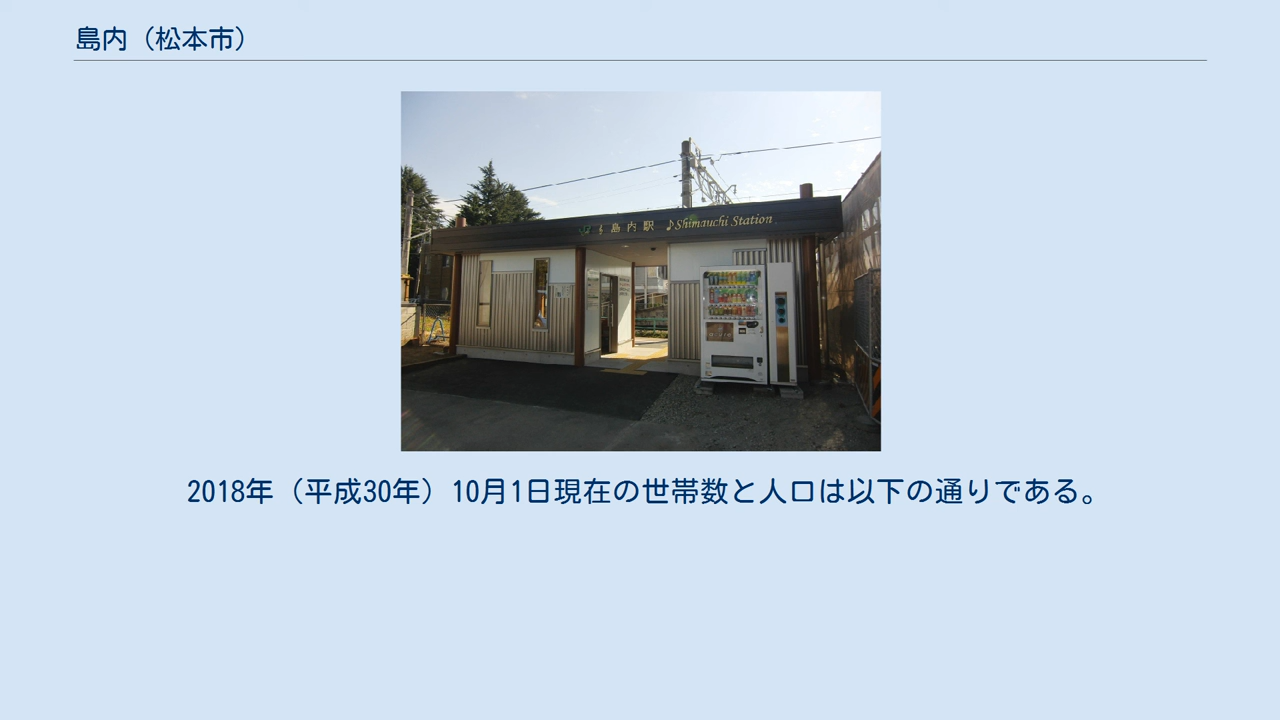 島内（松本市）
島内駅 ♪Shimauchi Station
2018年（平成30年）10月1日現在の世帯数と人口は以下の通りである。